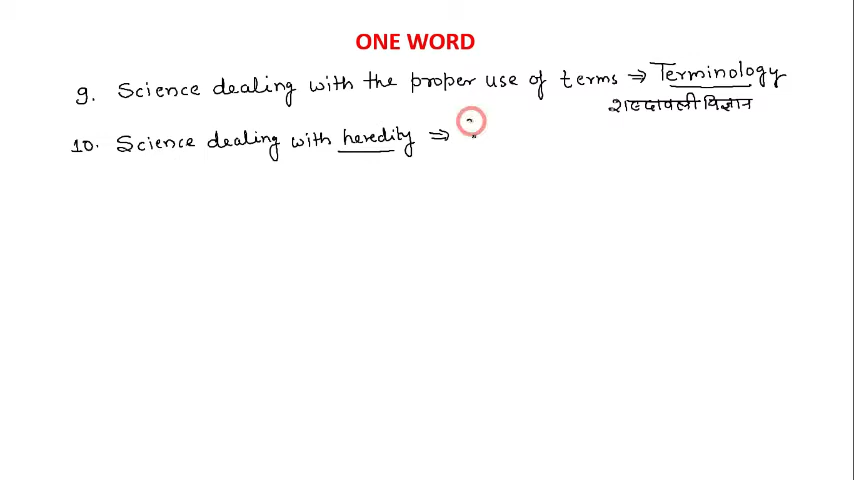 ONE WORD
9. Science dealing with the proper use of terms ⇒ Terminology
शब्दावली विज्ञान
10. Science dealing with heredity ⇒